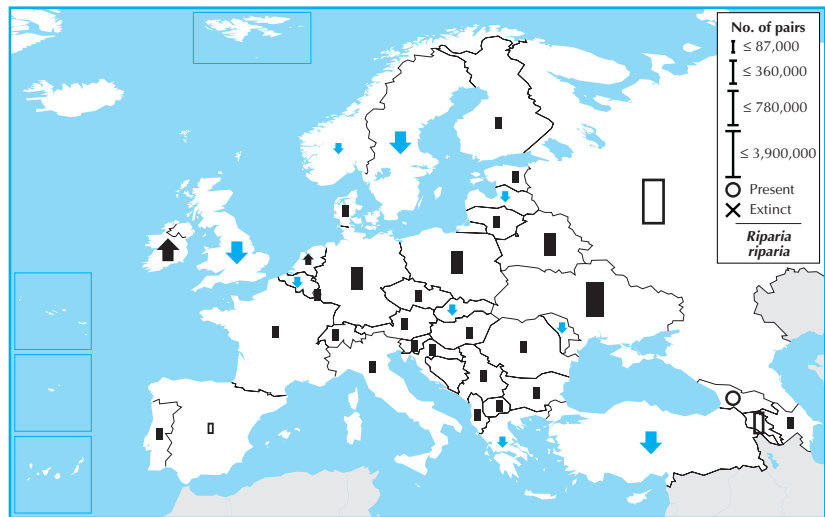 No. of pairs
≤ 87,000
≤ 360,000
≤ 780,000
≤ 3,900,000
Present
Extinct
Riparia
riparia